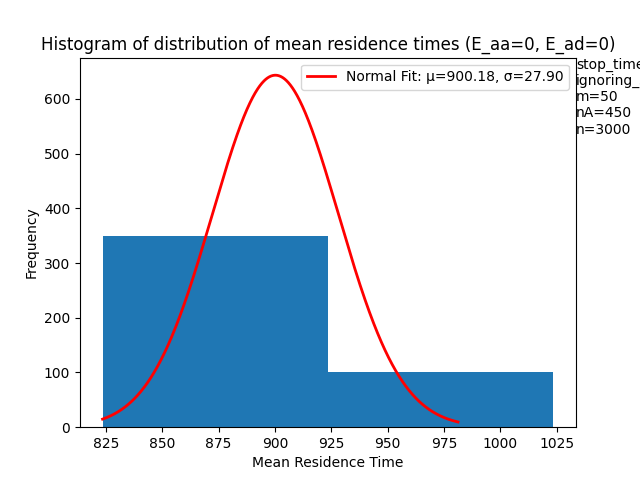 Histogram of distribution of mean residence times (E_aa=0, E_ad=0)
Normal Fit: μ=900.18, σ=27.90
stop_time
ignoring_
m=50
nA=450
n=3000
Frequency
600
500
400
300
200
100
0
825 850 875 900 925 950 975 1000 1025
Mean Residence Time